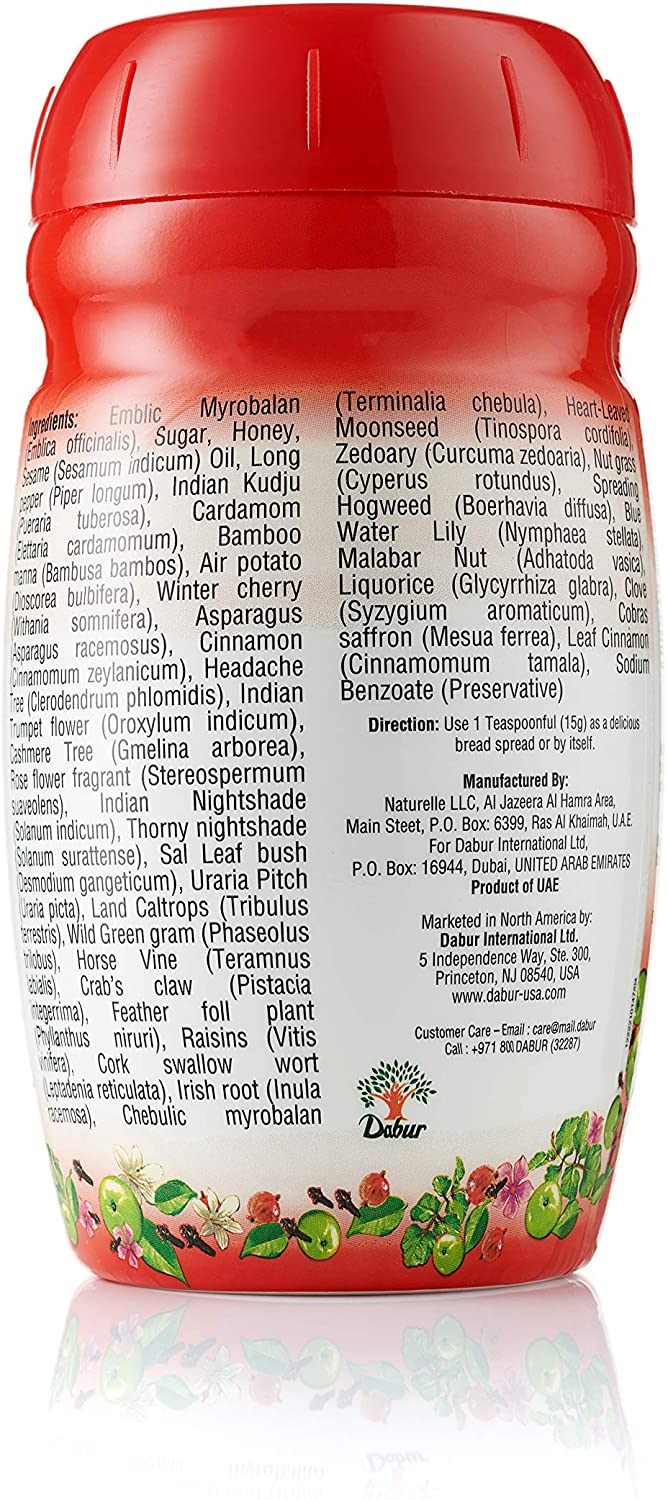 Ingredients: Emblic Myrobalan
Emblica officinalis), Sugar, Honey,
Sesame (Sesamum indicum) Oil, Long
pepper (Piper longum), Indian Kudju
(Pueraria tuberosa), Cardamom
Elettaria cardamomum), Bamboo
manna (Bambusa bambos), Air potato
(Dioscorea bulbifera), Winter cherry
(Withania somnifera), Asparagus
(Asparagus racemosus), Cinnamon
(Cinnamomum zeylanicum), Headache
Tree (Clerodendrum phlomidis), Indian
Trumpet flower (Oroxylum indicum),
Cashmere Tree (Gmelina arborea),
Rose flower fragrant (Stereospermum
suaveolens), Indian Nightshade
(Solanum indicum), Thorny nightshade
(Solanum surattense), Sal Leaf bush
(Desmodium gangeticum), Uraria Pitch
(Uraria picta), Land Caltrops (Tribulus
terrestris), Wild Green gram (Phaseolus
trilobus), Horse Vine (Teramnus
labialis), Crab's claw (Pistacia
integerrima), Feather foll plant
(Phyllanthus niruri), Raisins (Vitis
vinifera), Cork swallow wort
(Leptadenia reticulata), Irish root (Inula
racemosa), Chebulic myrobalan
(Terminalia chebula), Heart-Leaved
Moonseed (Tinospora cordifolia),
Zedoary (Curcuma zedoaria), Nut grass
(Cyperus rotundus), Spreading
Hogweed (Boerhavia diffusa), Blue
Water Lily (Nymphaea stellata),
Malabar Nut (Adhatoda vasica),
Liquorice (Glycyrrhiza glabra), Clove
(Syzygium aromaticum), Cobras
saffron (Mesua ferrea), Leaf Cinnamon
(Cinnamomum tamala), Sodium
Benzoate (Preservative)
Direction: Use 1 Teaspoonful (15g) as a delicious
bread spread or by itself.
Manufactured By:
Naturelle LLC, Al Jazeera Al Hamra Area,
Main Steet, P.O. Box: 6399, Ras Al Khaimah, U.A.E.
For Dabur International Ltd,
P.O. Box: 16944, Dubai, UNITED ARAB EMIRATES
Product of UAE
Marketed in North America by:
Dabur International Ltd.
5 Independence Way, Ste. 300,
Princeton, NJ 08540, USA
www.dabur-usa.com
Customer Care – Email : care@mail.dabur
Call : +971 800 DABUR (32287)
Dabur